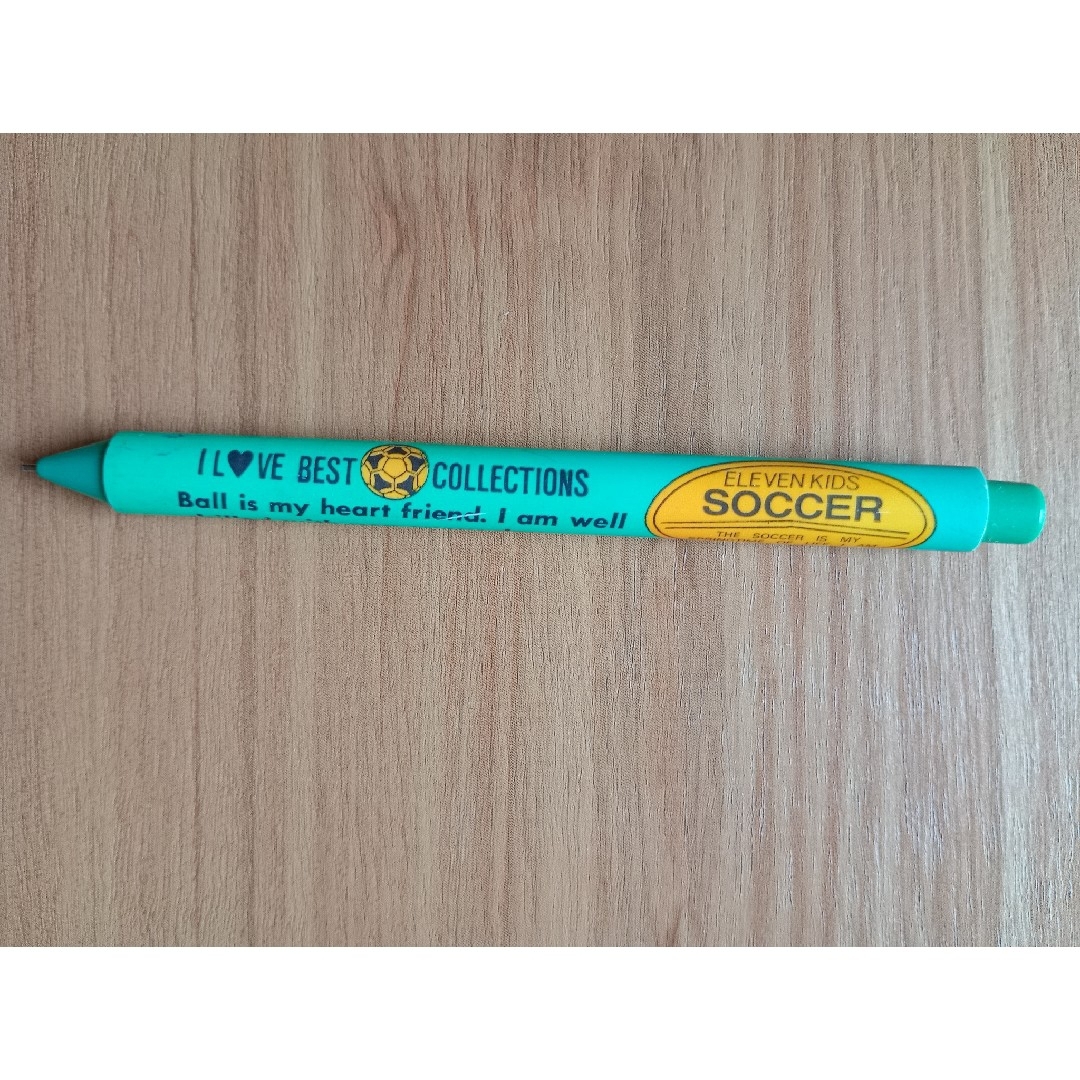 I L♥VE BEST COLLECTIONS
Ball is my heart friend. I am well
ELEVEN KIDS
SOCCER
THE SOCCER IS MY